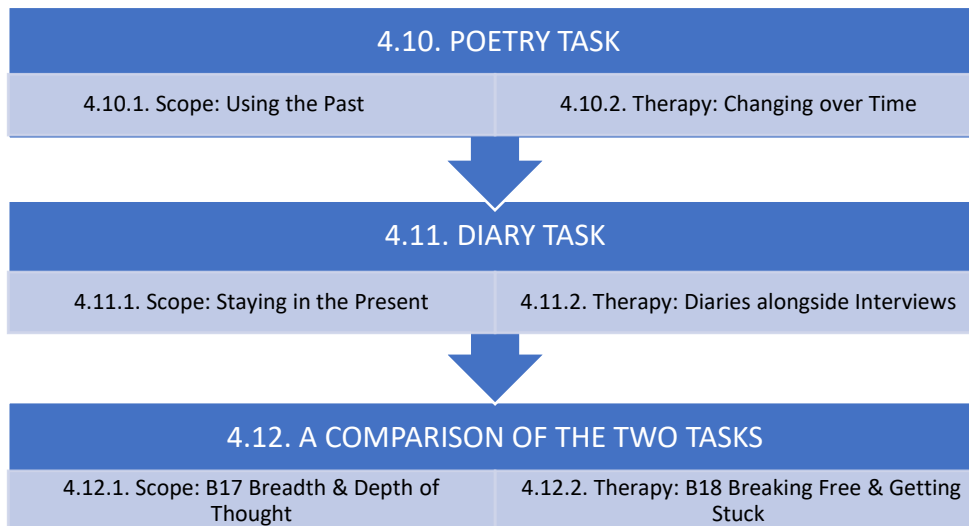 4.10. POETRY TASK
4.10.1. Scope: Using the Past
4.10.2. Therapy: Changing over Time
4.11. DIARY TASK
4.11.1. Scope: Staying in the Present
4.11.2. Therapy: Diaries alongside Interviews
4.12. A COMPARISON OF THE TWO TASKS
4.12.1. Scope: B17 Breadth & Depth of
Thought
4.12.2. Therapy: B18 Breaking Free & Getting
Stuck